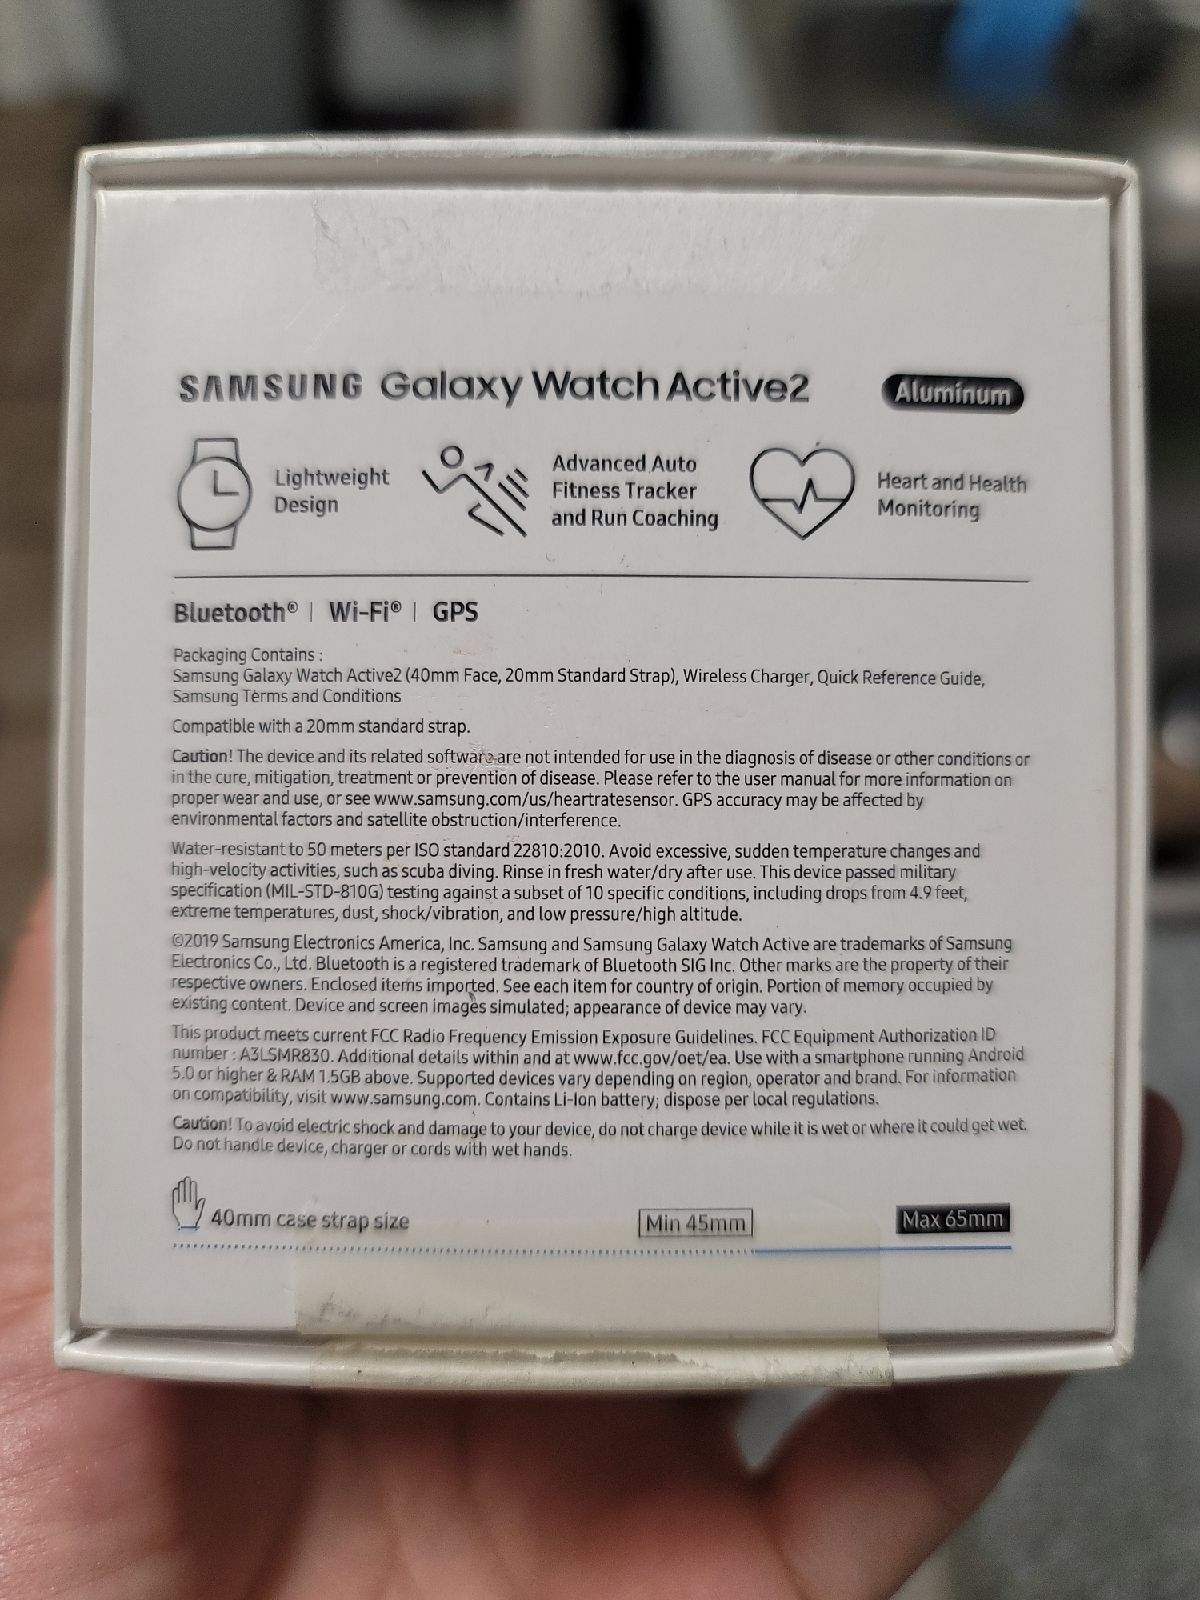 SAMSUNG Galaxy Watch Active2 Aluminum
Lightweight
Design
Advanced Auto
Fitness Tracker
and Run Coaching
Heart and Health
Monitoring
Bluetooth® | Wi-Fi® | GPS
Packaging Contains :
Samsung Galaxy Watch Active2 (40mm Face, 20mm Standard Strap), Wireless Charger, Quick Reference Guide,
Samsung Terms and Conditions
Compatible with a 20mm standard strap.
Caution! The device and its related software are not intended for use in the diagnosis of disease or other conditions or
in the cure, mitigation, treatment or prevention of disease. Please refer to the user manual for more information on
proper wear and use, or see www.samsung.com/us/heartratesensor. GPS accuracy may be affected by
environmental factors and satellite obstruction/interference.
Water-resistant to 50 meters per ISO standard 22810:2010. Avoid excessive, sudden temperature changes and
high-velocity activities, such as scuba diving. Rinse in fresh water/dry after use. This device passed military
specification (MIL-STD-810G) testing against a subset of 10 specific conditions, including drops from 4.9 feet,
extreme temperatures, dust, shock/vibration, and low pressure/high altitude.
©2019 Samsung Electronics America, Inc. Samsung and Samsung Galaxy Watch Active are trademarks of Samsung
Electronics Co., Ltd. Bluetooth is a registered trademark of Bluetooth SIG Inc. Other marks are the property of their
respective owners. Enclosed items imported. See each item for country of origin. Portion of memory occupied by
existing content. Device and screen images simulated; appearance of device may vary.
This product meets current FCC Radio Frequency Emission Exposure Guidelines. FCC Equipment Authorization ID
number : A3LSMR830. Additional details within and at www.fcc.gov/oet/ea. Use with a smartphone running Android
5.0 or higher & RAM 1.5GB above. Supported devices vary depending on region, operator and brand. For information
on compatibility, visit www.samsung.com. Contains Li-Ion battery; dispose per local regulations.
Caution! To avoid electric shock and damage to your device, do not charge device while it is wet or where it could get wet.
Do not handle device, charger or cords with wet hands.
40mm case strap size Min 45mm Max 65mm